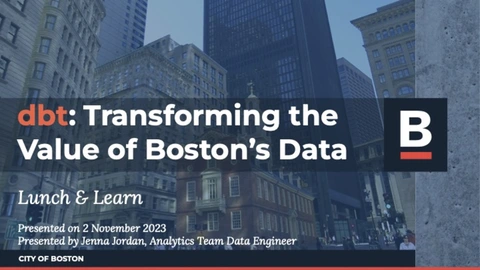 dbt: Transforming the
Value of Boston's Data
B
Lunch & Learn
Presented on 2 November 2023
Presented by Jenna Jordan, Analytics Team Data Engineer
CITY OF BOSTON